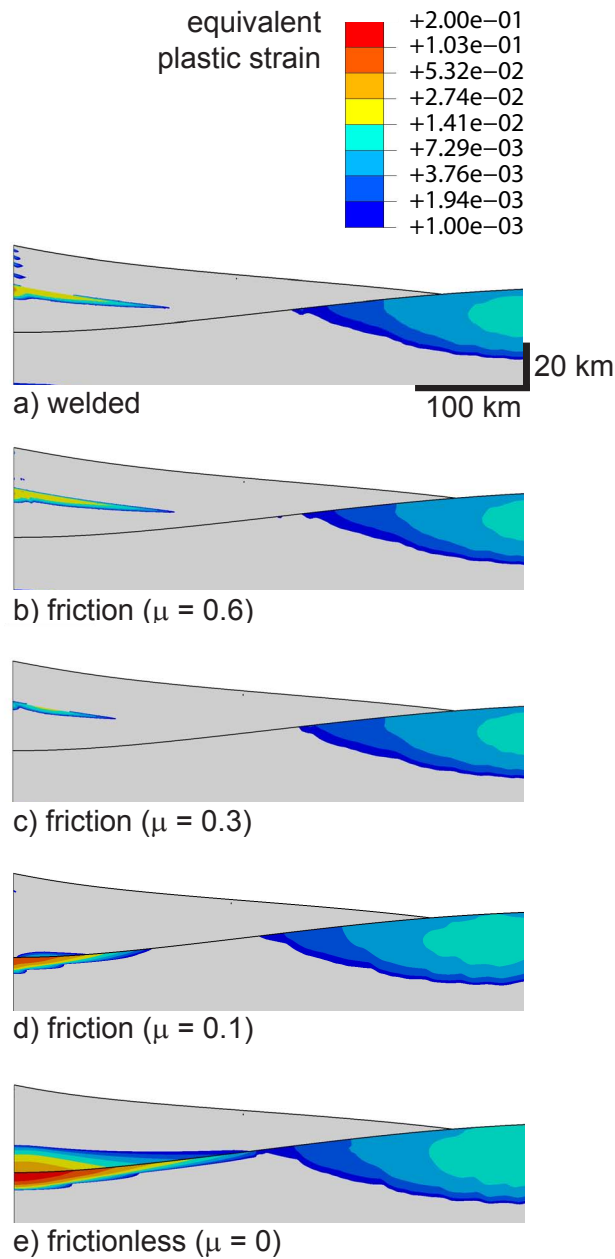 equivalent
plastic strain
+2.00e−01
+1.03e−01
+5.32e−02
+2.74e−02
+1.41e−02
+7.29e−03
+3.76e−03
+1.94e−03
+1.00e−03
20 km
100 km
a) welded
b) friction (μ = 0.6)
c) friction (μ = 0.3)
d) friction (μ = 0.1)
e) frictionless (μ = 0)